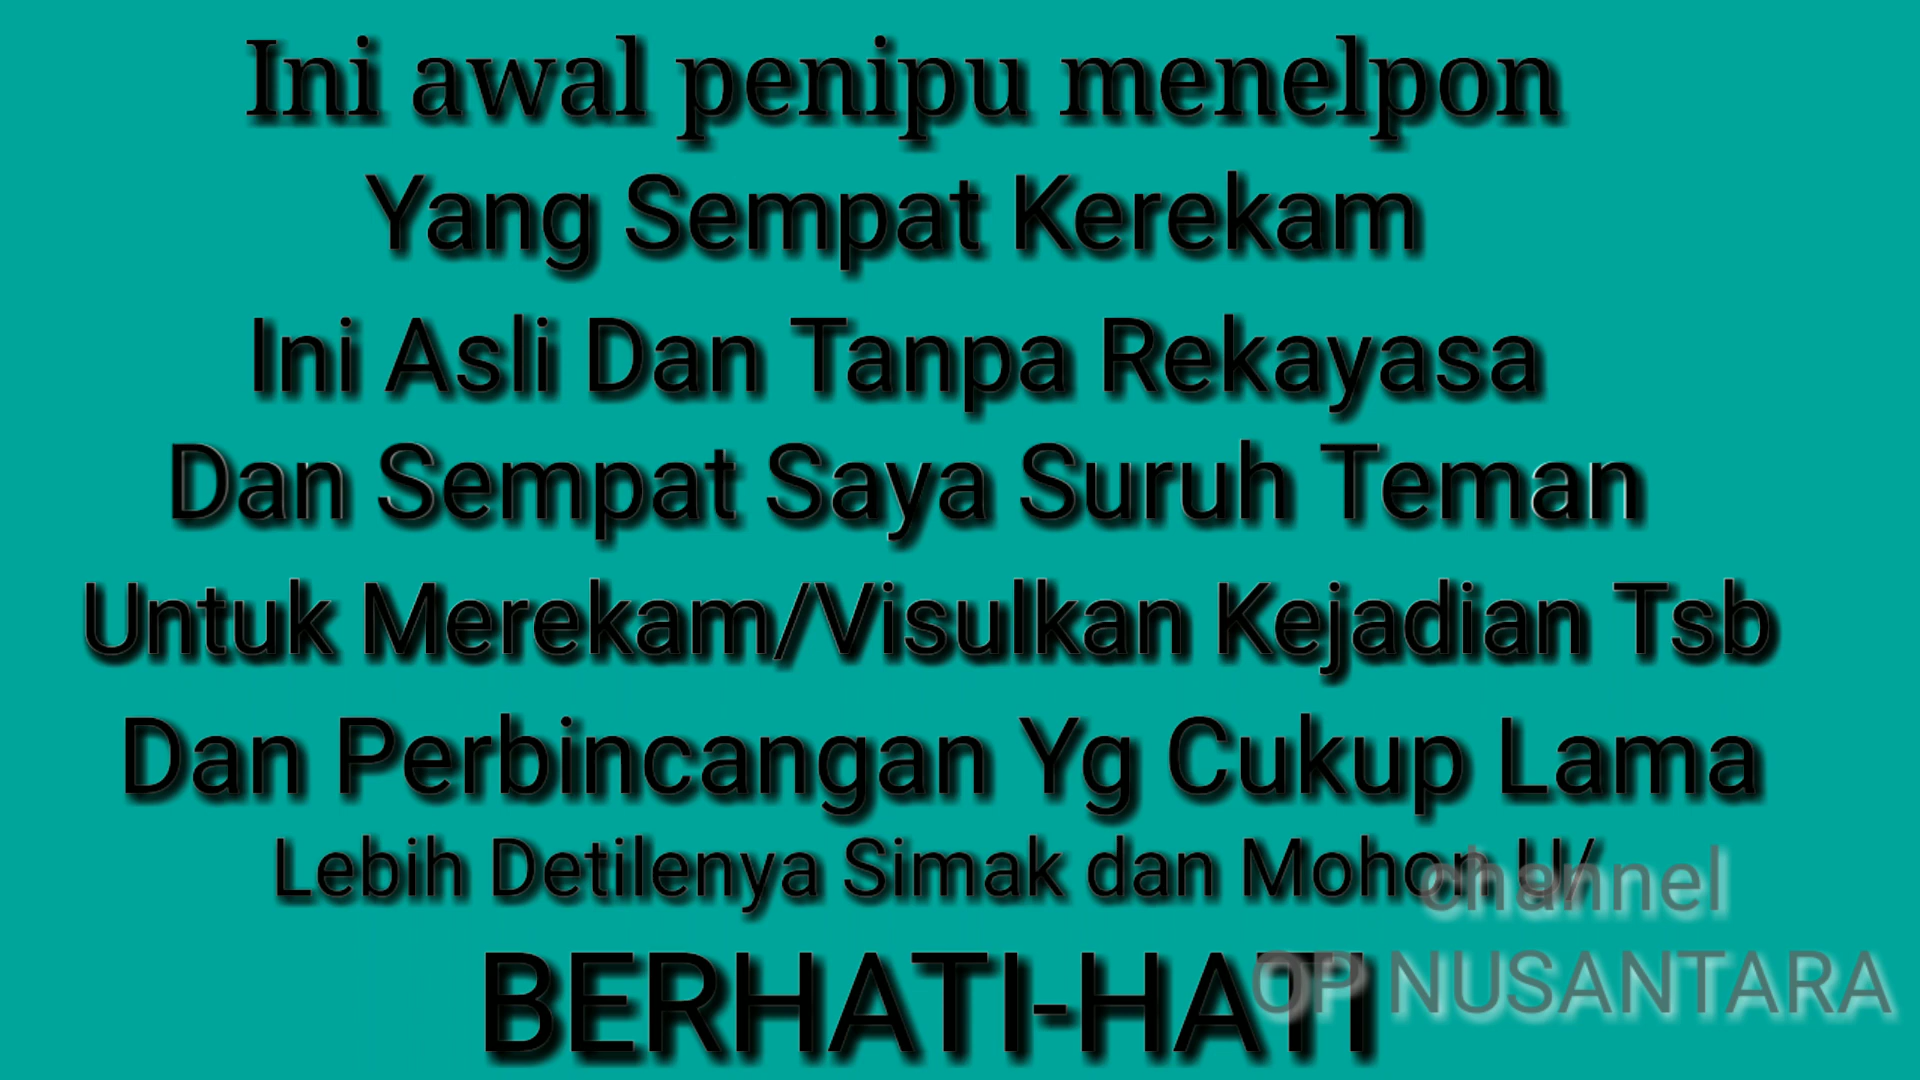 Ini awal penipu menelpon
Yang Sempat Kerekam
Ini Asli Dan Tanpa Rekayasa
Dan Sempat Saya Suruh Teman
Untuk Merekam/Visulkan Kejadian Tsb
Dan Perbincangan Yg Cukup Lama
Lebih Detilenya Simak dan Mohon U/
BERHATI-HATI
channel
OP NUSANTARA